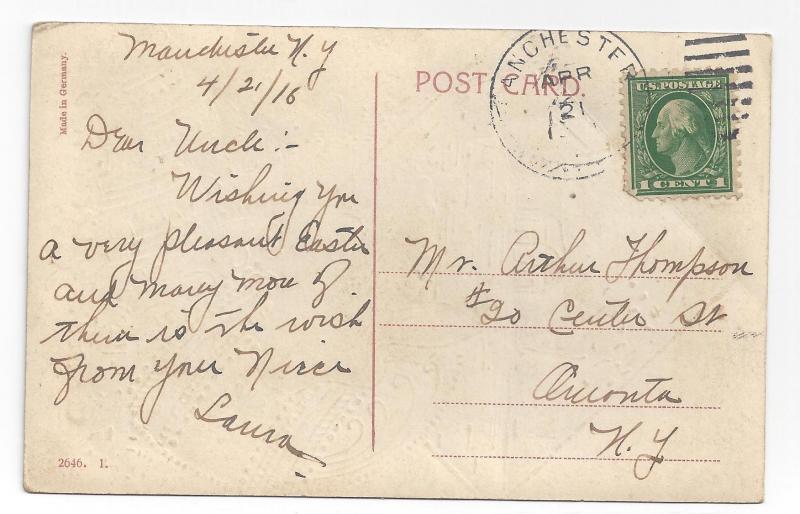 Manchester N. Y
4/21/16
Dear Uncle:-
Wishing you
a very pleasant Easter
and many more of
them is the wish
from your Niece
Laura
Made in Germany.
2646. 1.
POST CARD.
ANCHESTE
APR
21
U.S. POSTAGE
1 CENT 1
Mr. Arthur Thompson
#20 Center St
Oneonta
N. Y